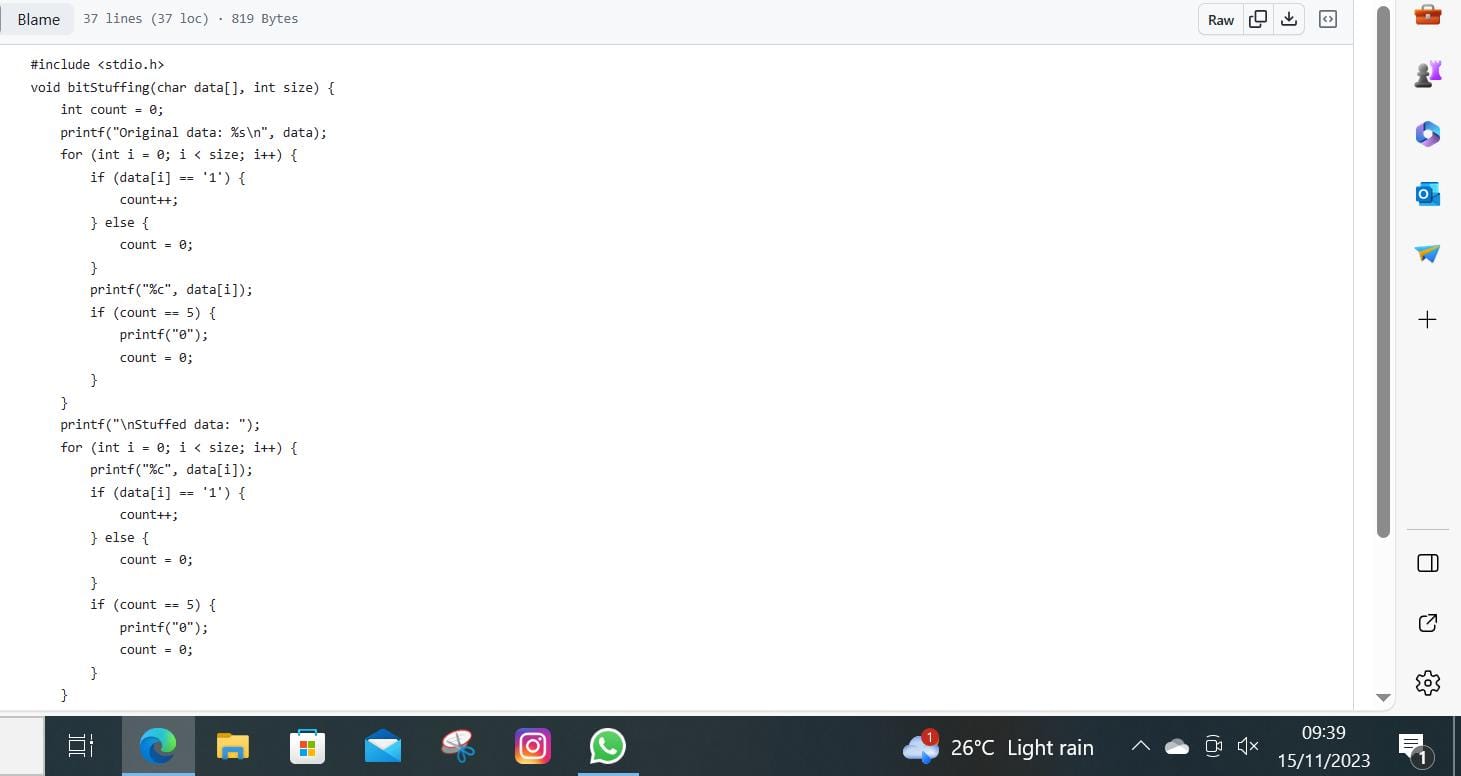 Blame 37 lines (37 loc) · 819 Bytes Raw
#include <stdio.h>
void bitStuffing(char data[], int size) {
    int count = 0;
    printf("Original data: %s\n", data);
    for (int i = 0; i < size; i++) {
        if (data[i] == '1') {
            count++;
        } else {
            count = 0;
        }
        printf("%c", data[i]);
        if (count == 5) {
            printf("0");
            count = 0;
        }
    }
    printf("\nStuffed data: ");
    for (int i = 0; i < size; i++) {
        printf("%c", data[i]);
        if (data[i] == '1') {
            count++;
        } else {
            count = 0;
        }
        if (count == 5) {
            printf("0");
            count = 0;
        }
    }
1 26°C Light rain 09:39
15/11/2023 1